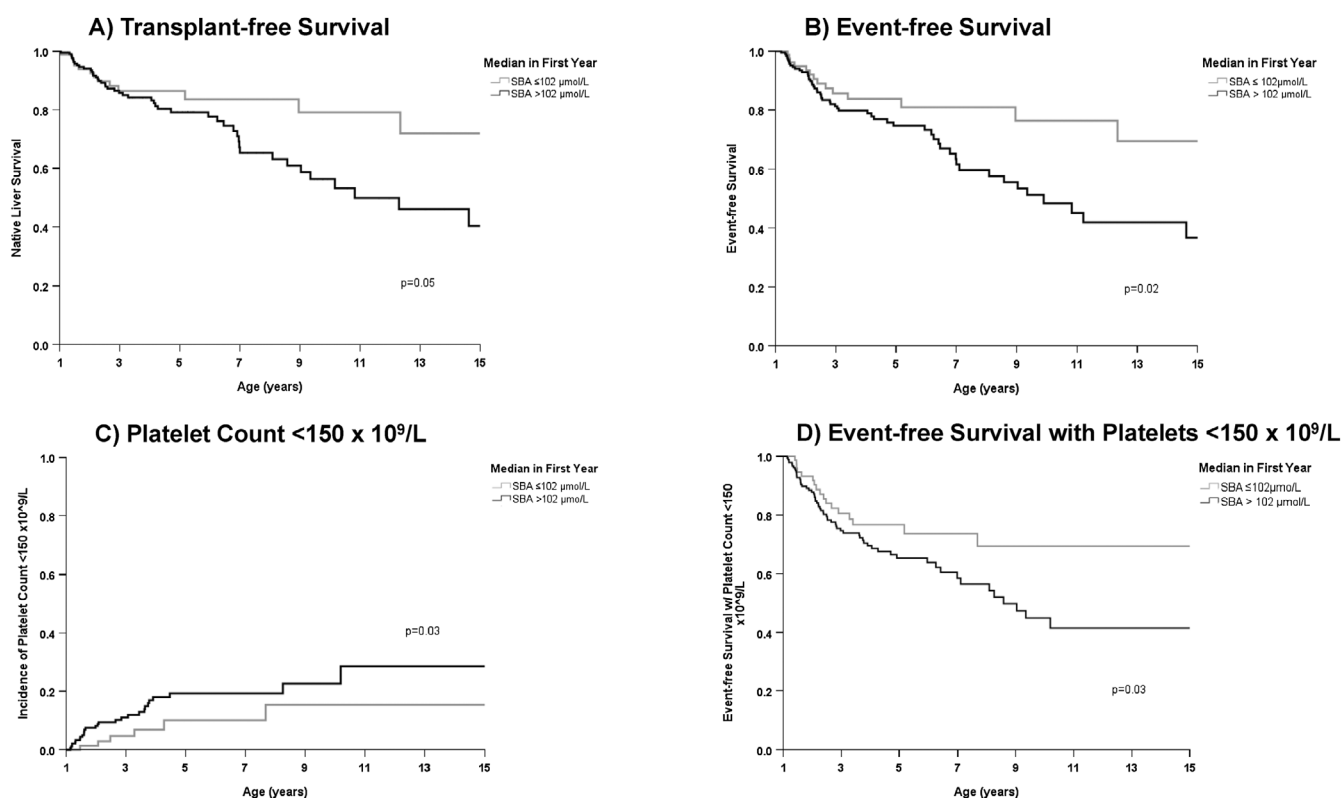 A) Transplant-free Survival
Median in First Year
SBA ≤102 µmol/L
SBA >102 µmol/L
Native Liver Survival
1.0
0.8
0.6
0.4
0.2
0.0
p=0.05
1 3 5 7 9 11 13 15
Age (years)
B) Event-free Survival
Median in First Year
SBA ≤ 102µmol/L
SBA > 102 µmol/L
Event-free Survival
1.0
0.8
0.6
0.4
0.2
0.0
p=0.02
1 3 5 7 9 11 13 15
Age (years)
C) Platelet Count <150 x 10⁹/L
Median in First Year
SBA ≤102 µmol/L
SBA >102 µmol/L
Incidence of Platelet Count <150 x10^9/L
1.0
0.8
0.6
0.4
0.2
0.0
p=0.03
1 3 5 7 9 11 13 15
Age (years)
D) Event-free Survival with Platelets <150 x 10⁹/L
Median in First Year
SBA ≤102µmo/L
SBA > 102 µmol/L
Event-free Survival w/ Platelet Count <150
x10^9/L
1.0
0.8
0.6
0.4
0.2
0.0
p=0.03
1 3 5 7 9 11 13 15
Age (years)